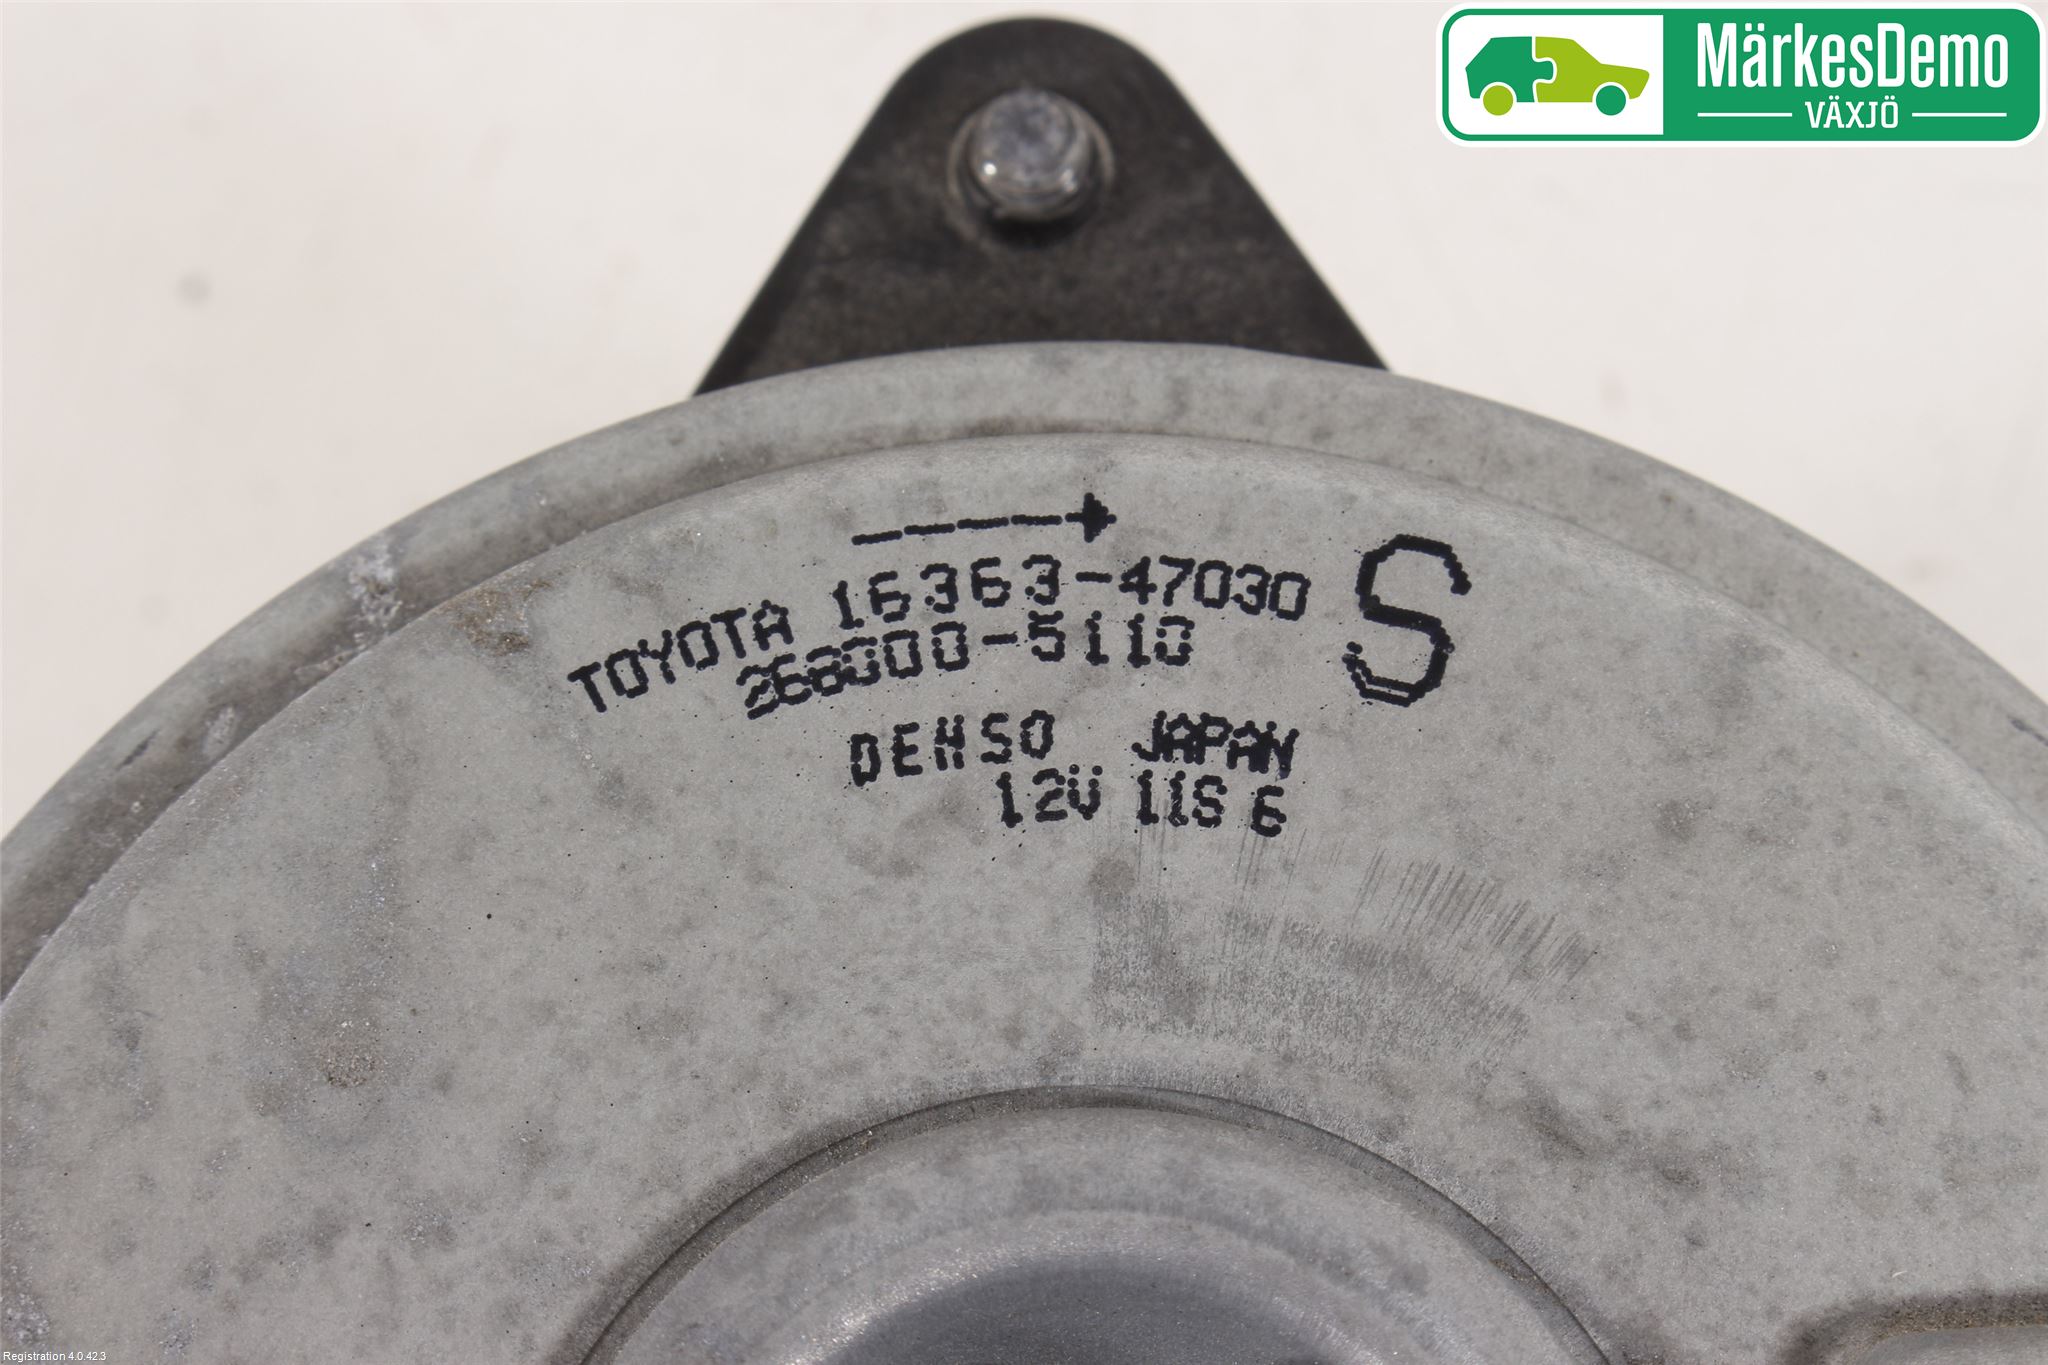 MärkesDemo
VÄXJÖ
TOYOTA 16363-47030 S
268000-5110
DENSO JAPAN
12V 11S 6
Registration 4.0.42.3